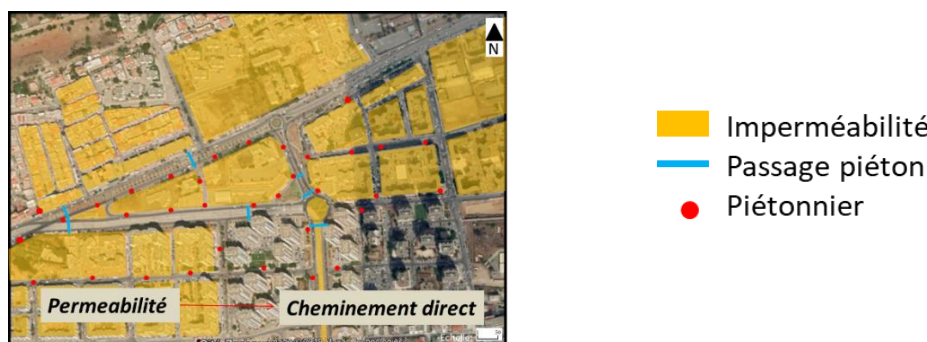 N
Imperméabilité
Passage piéton
Piétonnier
Permeabilité
Cheminement direct